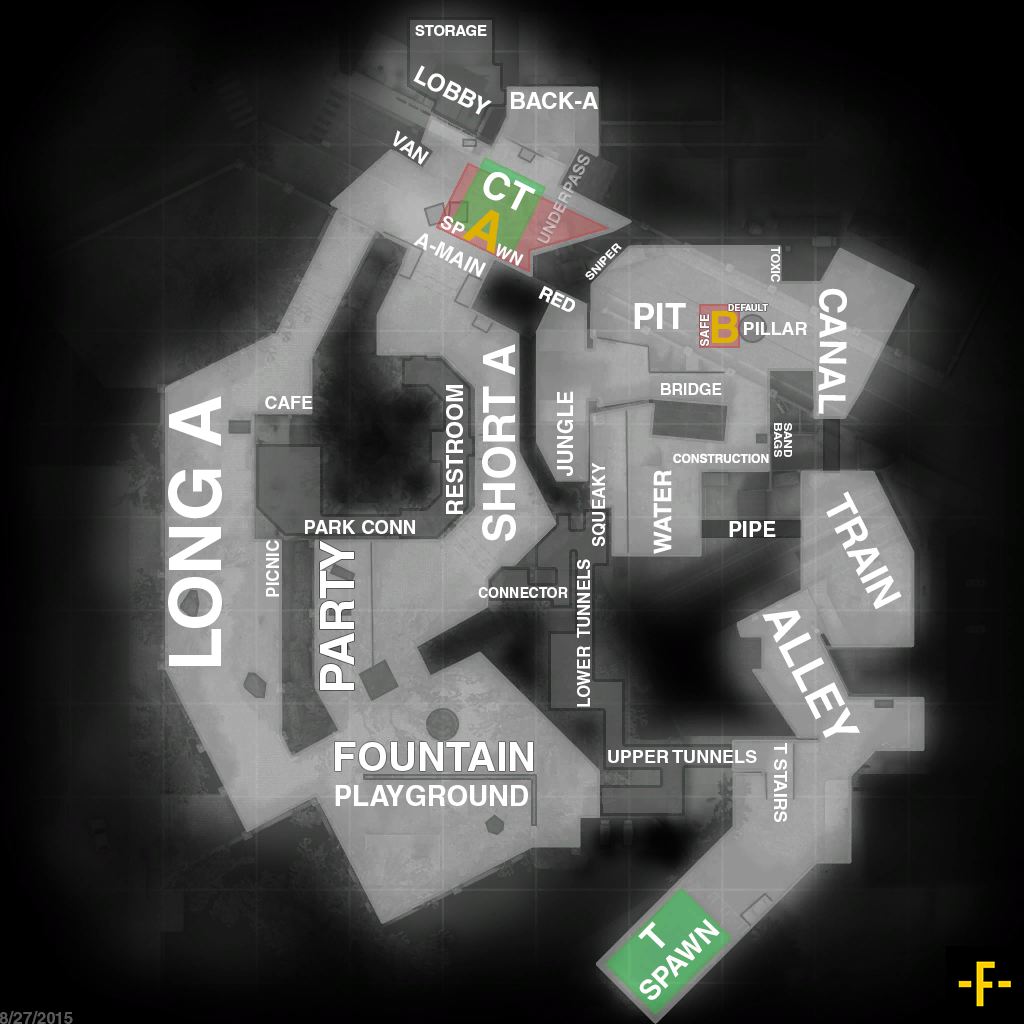 STORAGE
LOBBY
BACK-A
VAN
CT
SPAWN
A
UNDERPASS
A-MAIN
SNIPER
RED
TOXIC
PIT
SAFE
B
DEFAULT
PILLAR
CANAL
CAFE
LONG A
RESTROOM
SHORT A
JUNGLE
BRIDGE
SAND
BAGS
CONSTRUCTION
SQUEAKY
WATER
PIPE
TRAIN
PARK CONN
PICNIC
PARTY
CONNECTOR
LOWER TUNNELS
ALLEY
FOUNTAIN
PLAYGROUND
UPPER TUNNELS
T STAIRS
T
SPAWN
-F-
8/27/2015